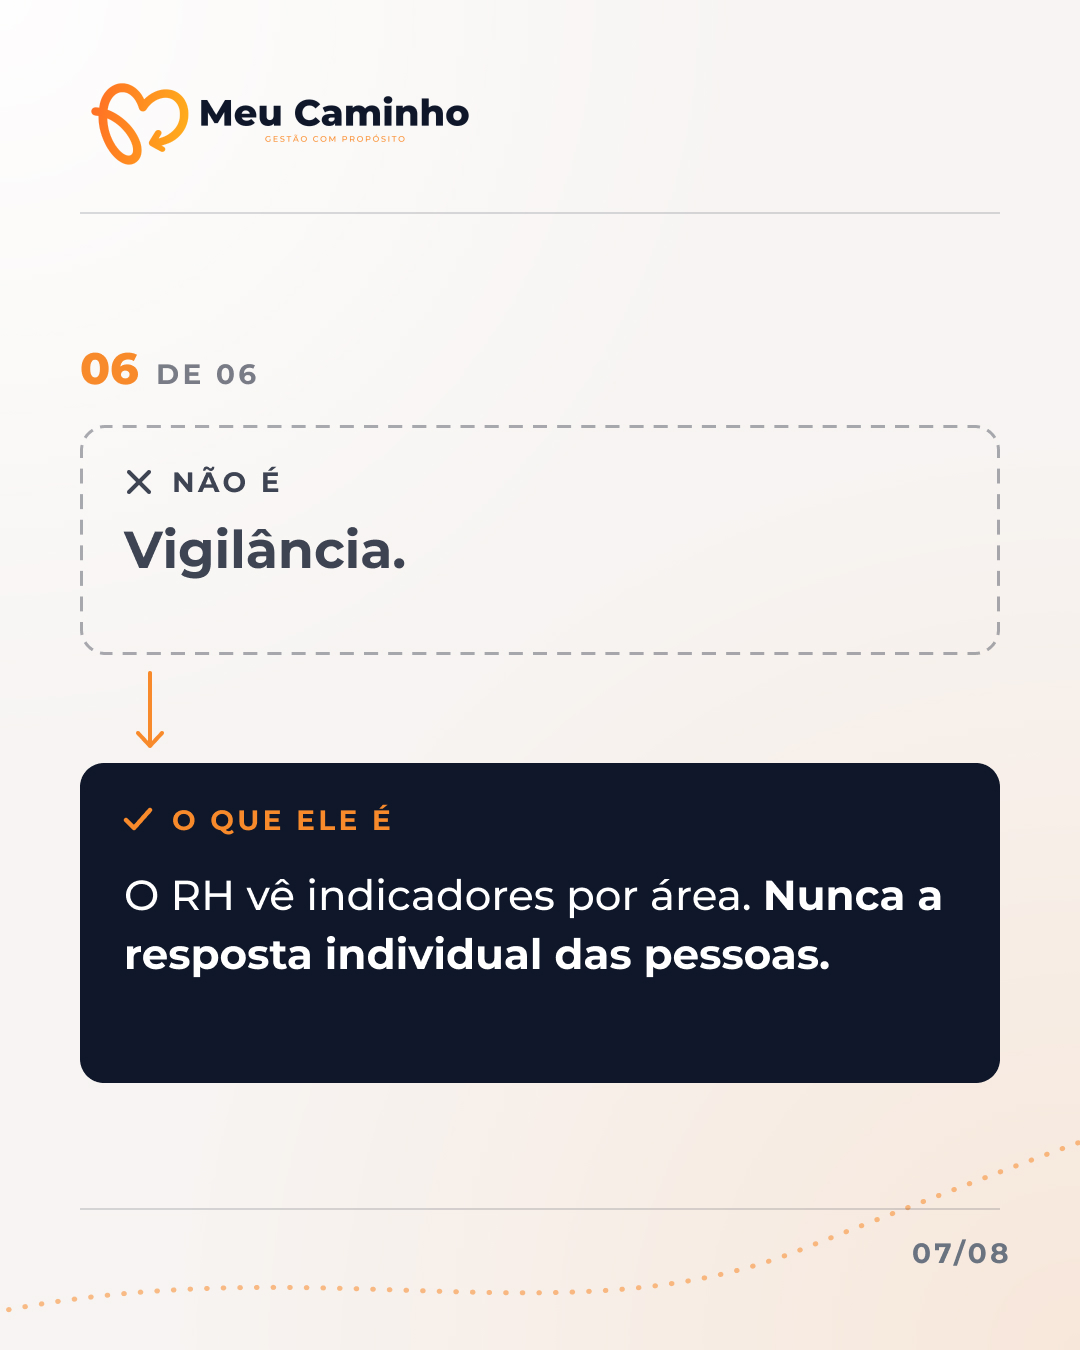 Meu Caminho
GESTÃO COM PROPÓSITO
06 DE 06
NÃO É
Vigilância.
O QUE ELE É
O RH vê indicadores por área. Nunca a
resposta individual das pessoas.
07/08